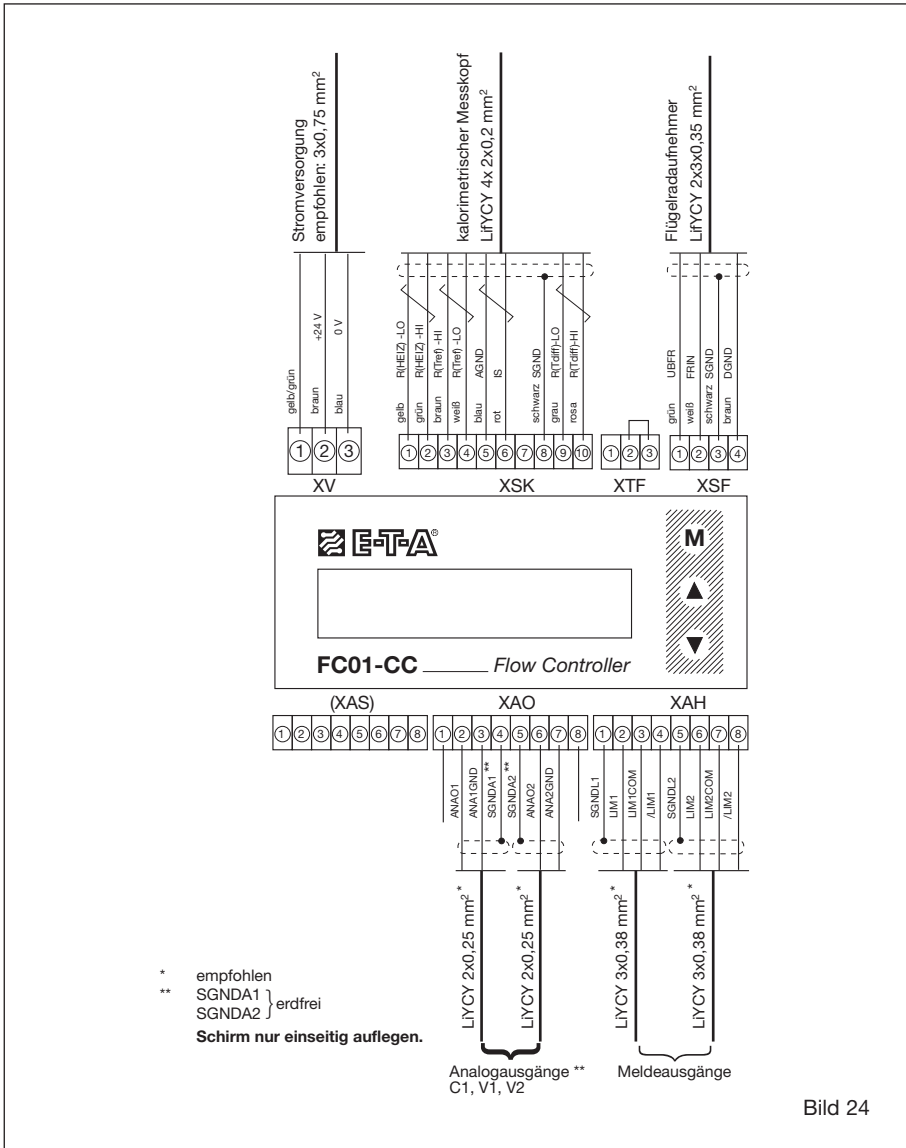 Stromversorgung
empfohlen: 3x0,75 mm²
kalorimetrischer Messkopf
LifYCY 4x 2x0,2 mm²
Flügelradaufnehmer
LifYCY 2x3x0,35 mm²
gelb/grün
braun +24 V
blau 0 V
gelb R(HEIZ) -LO
grün R(HEIZ) -HI
braun R(Tref) -HI
weiß R(Tref) -LO
blau AGND
rot IS
schwarz SGND
grau R(Tdiff)-LO
rosa R(Tdiff)-HI
grün UBFR
weiß FRIN
schwarz SGND
braun DGND
1 2 3
1 2 3 4 5 6 7 8 9 10
1 2 3
1 2 3 4
XV XSK XTF XSF
E-T-A®
M
FC01-CC Flow Controller
(XAS) XAO XAH
1 2 3 4 5 6 7 8
1 2 3 4 5 6 7 8
1 2 3 4 5 6 7 8
ANAO1
ANA1GND
SGNDA1 **
SGNDA2 **
ANAO2
ANA2GND
SGNDL1
LIM1
LIM1COM
/LIM1
SGNDL2
LIM2
LIM2COM
/LIM2
LiYCY 2x0,25 mm² *
LiYCY 2x0,25 mm² *
LiYCY 3x0,38 mm² *
LiYCY 3x0,38 mm² *
* empfohlen
** SGNDA1
SGNDA2 } erdfrei
Schirm nur einseitig auflegen.
Analogausgänge **
C1, V1, V2
Meldeausgänge
Bild 24